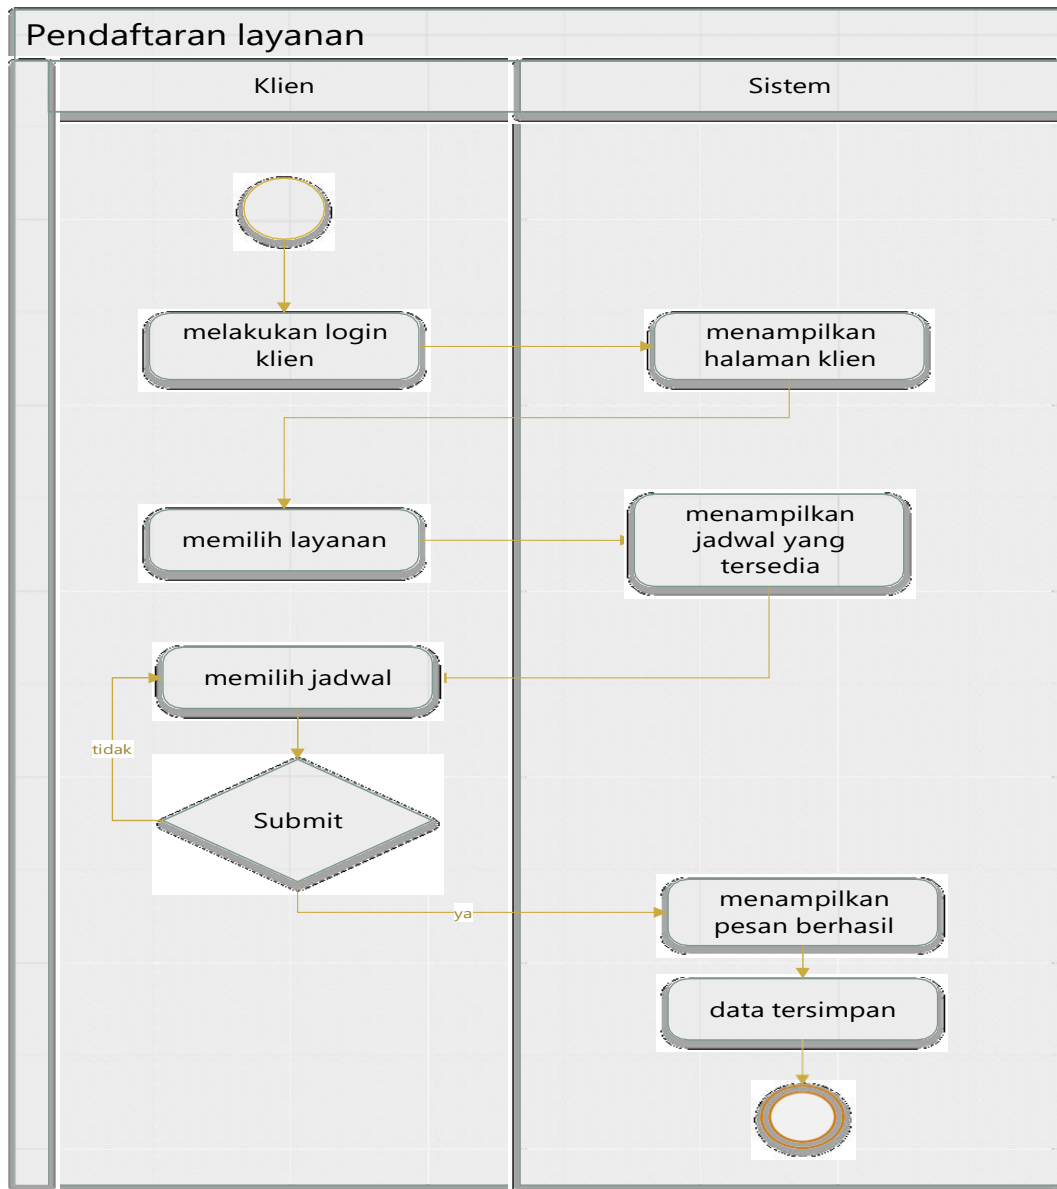 Pendaftaran layanan
Klien
Sistem
melakukan login
klien
menampilkan
halaman klien
memilih layanan
menampilkan
jadwal yang
tersedia
memilih jadwal
tidak
Submit
ya
menampilkan
pesan berhasil
data tersimpan